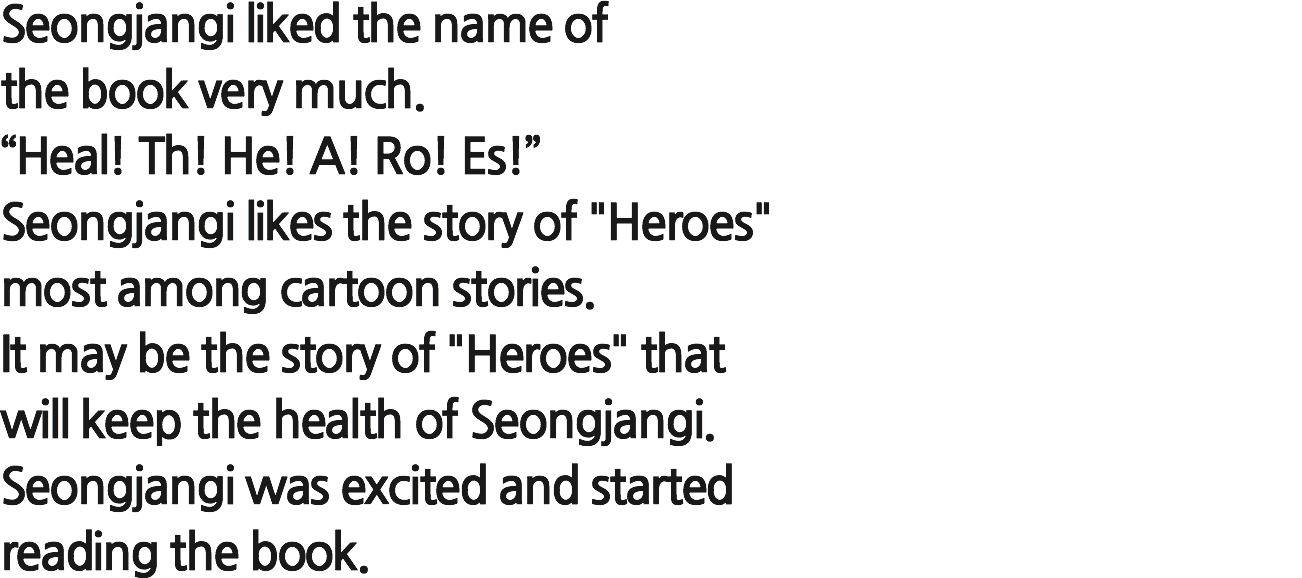 Seongjangi liked the name of
the book very much.
“Heal! Th! He! A! Ro! Es!”
Seongjangi likes the story of "Heroes"
most among cartoon stories.
It may be the story of "Heroes" that
will keep the health of Seongjangi.
Seongjangi was excited and started
reading the book.